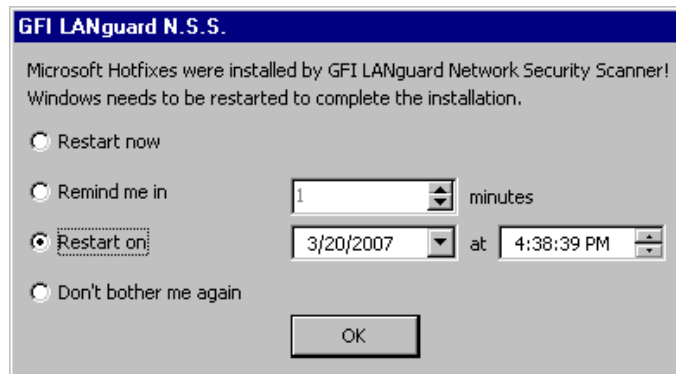 GFI LANguard N.S.S.
Microsoft Hotfixes were installed by GFI LANguard Network Security Scanner!
Windows needs to be restarted to complete the installation.
Restart now
Remind me in 1 minutes
Restart on 3/20/2007 at 4:38:39 PM
Don't bother me again
OK